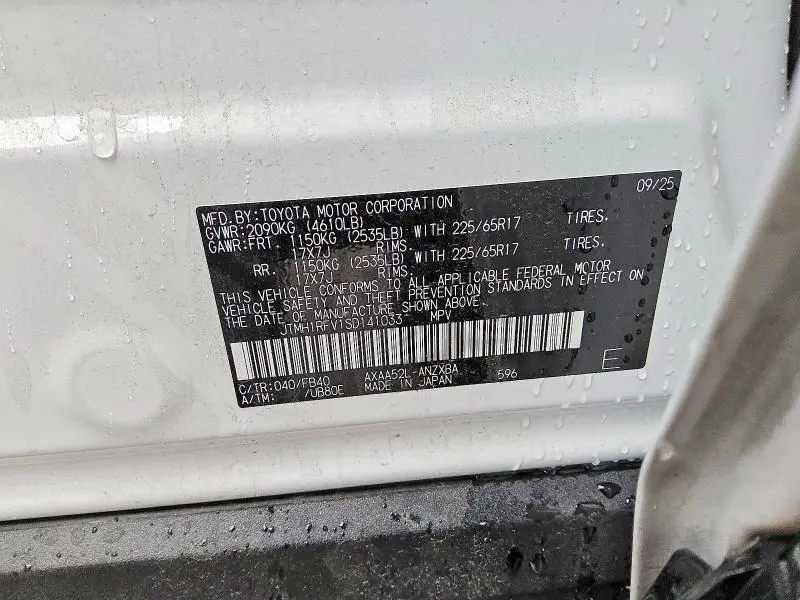 09/25
MFD. BY: TOYOTA MOTOR CORPORATION
GVWR: 2090KG (4610LB)
GAWR: FRT. 1150KG (2535LB) WITH 225/65R17 TIRES,
17X7J RIMS.
RR. 1150KG (2535LB) WITH 225/65R17 TIRES,
17X7J RIMS.
THIS VEHICLE CONFORMS TO ALL APPLICABLE FEDERAL MOTOR
VEHICLE SAFETY AND THEFT PREVENTION STANDARDS IN EFFECT ON
THE DATE OF MANUFACTURE SHOWN ABOVE.
JTMH1RFV1SD141033 MPV
C/TR: 040/FB40 AXAA52L-ANZXBA 596 E
A/TM: /UB80E MADE IN JAPAN